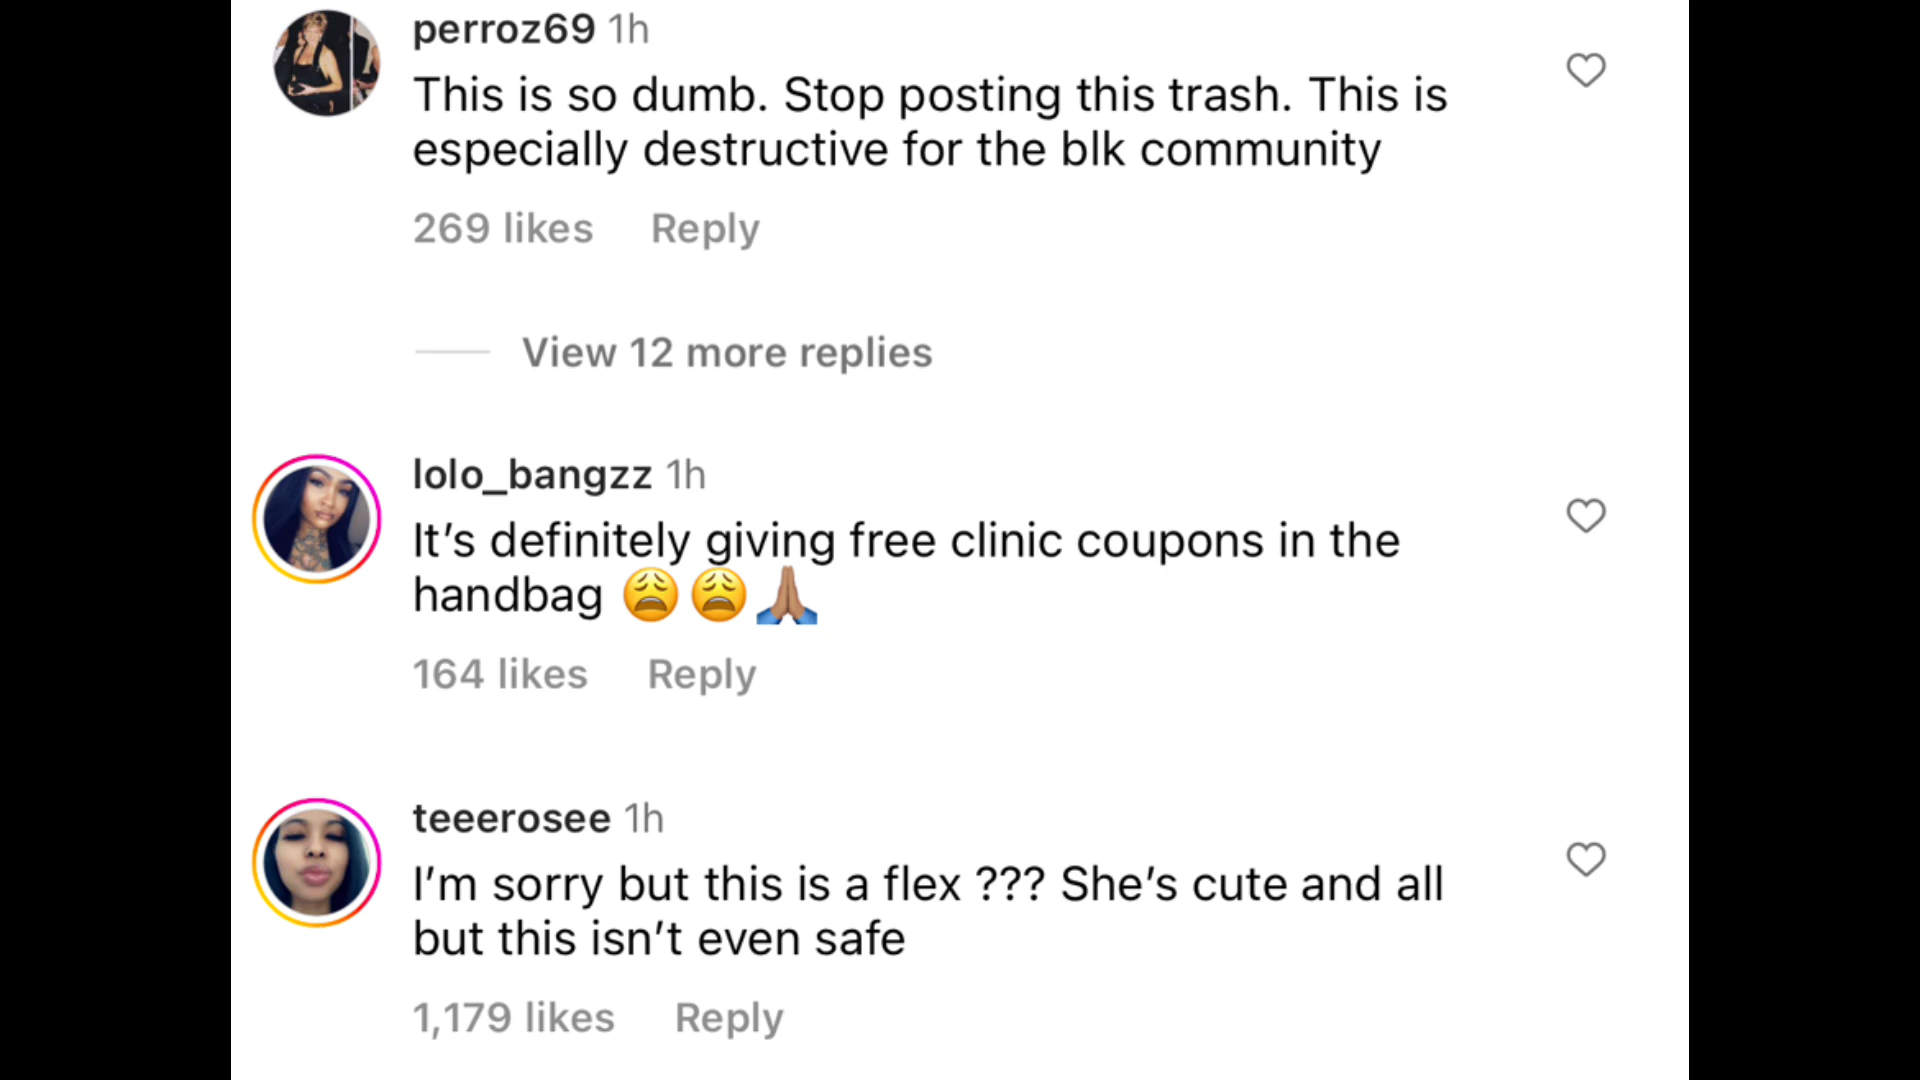 perroz69 1h
This is so dumb. Stop posting this trash. This is
especially destructive for the blk community
269 likes Reply
View 12 more replies
lolo_bangzz 1h
It’s definitely giving free clinic coupons in the
handbag 😩😩🙏🏽
164 likes Reply
teeerosee 1h
I’m sorry but this is a flex ??? She’s cute and all
but this isn’t even safe
1,179 likes Reply